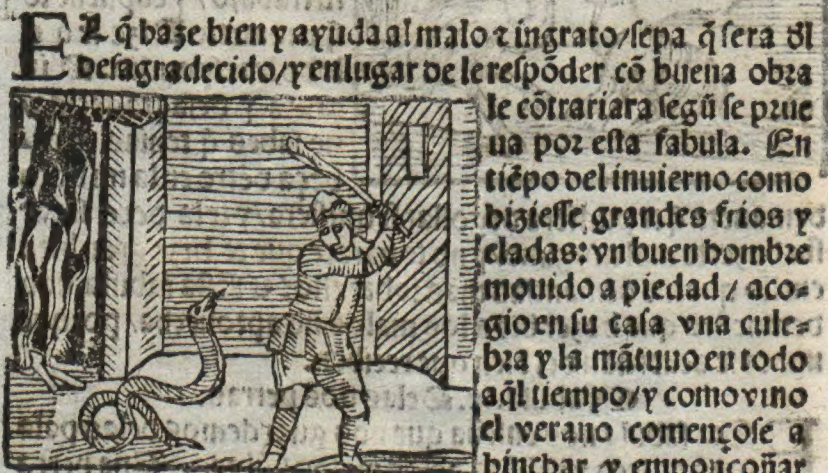 EL q̃ haze bien y ayuda al malo ⁊ ingrato/sepa q̃ sera dl
desagradecido/y en lugar de le respõder cõ buena obra
le cõtrariara segũ se prue
ua por esta fabula. En
tiẽpo del inuierno como
hiziesse grandes frios y
eladas: vn buen hombre
mouido a piedad / aco=
gio en su casa vna cule=
bra y la mãtuuo en todo
aq̃l tiempo/y como vino
el verano començose a
hinchar y emponçoñar